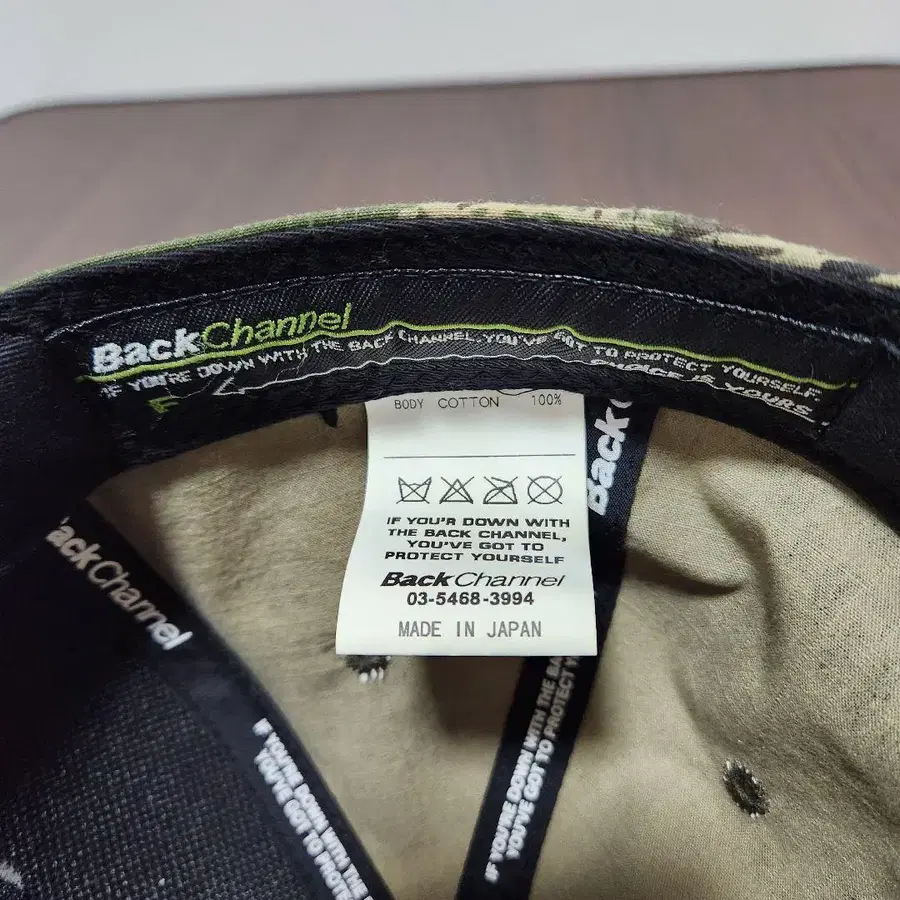 BackChannel
IF YOU'RE DOWN WITH THE BACK CHANNEL, YOU'VE GOT TO PROTECT YOURSELF.
CHOICE IS YOURS
BODY COTTON 100%
IF YOU'R DOWN WITH
THE BACK CHANNEL,
YOU'VE GOT TO
PROTECT YOURSELF
BackChannel
03-5468-3994
MADE IN JAPAN
Back
ackChannel
IF YOU'RE DOWN WITH THE
YOU'VE GOT TO PROTE
IF YOU'RE DOWN WITH THE BA
YOU'VE GOT TO PROTECT